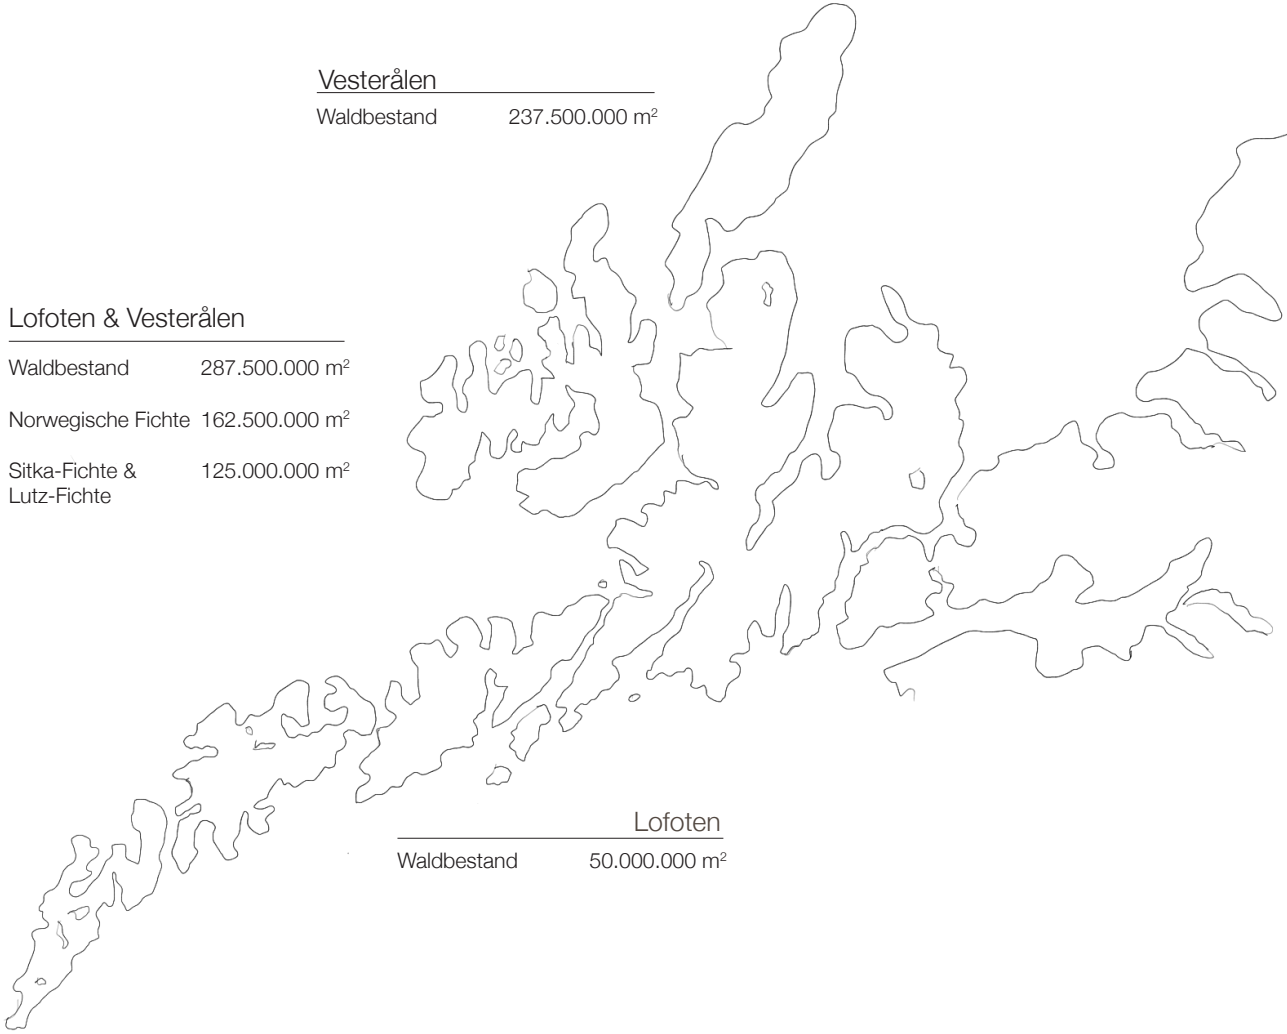 Vesterålen
Waldbestand 237.500.000 m²
Lofoten & Vesterålen
Waldbestand 287.500.000 m²
Norwegische Fichte 162.500.000 m²
Sitka-Fichte & 125.000.000 m²
Lutz-Fichte
Lofoten
Waldbestand 50.000.000 m²